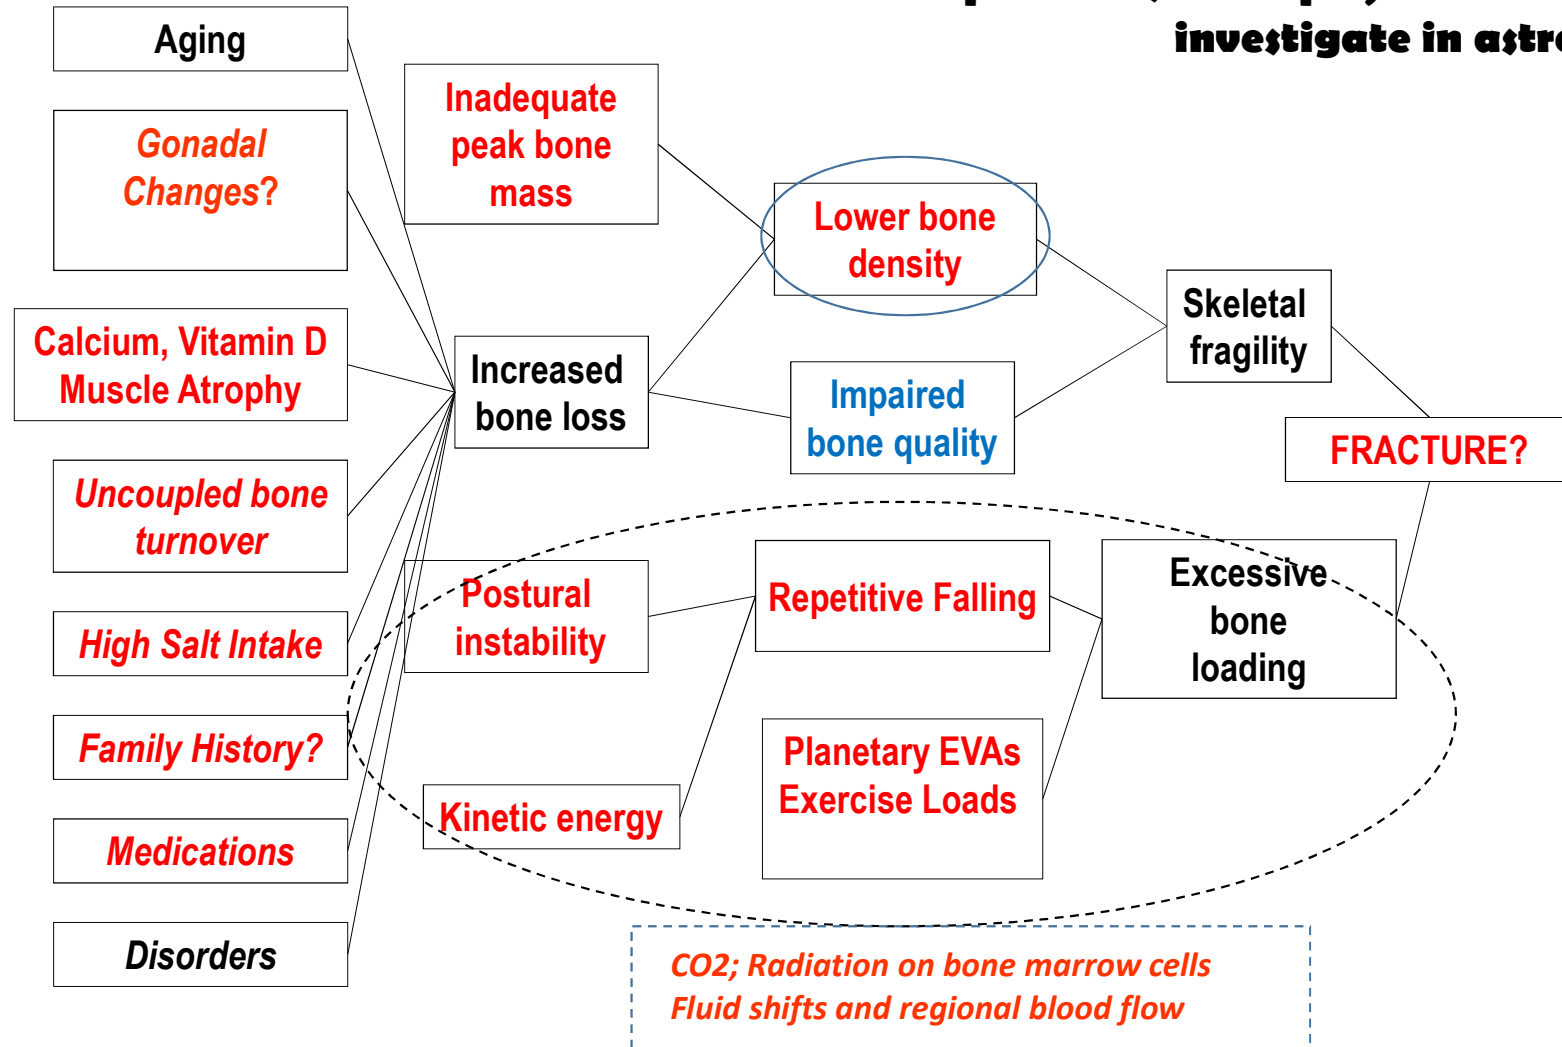 investigate in
Aging
Gonadal
Changes?
Calcium, Vitamin D
Muscle Atrophy
Uncoupled bone
turnover
High Salt Intake
Family History?
Medications
Disorders
Inadequate
peak bone
mass
Increased
bone loss
Lower bone
density
Impaired
bone quality
Skeletal
fragility
FRACTURE?
Postural
instability
Kinetic energy
Repetitive Falling
Planetary EVAs
Exercise Loads
Excessive
bone
loading
CO2; Radiation on bone marrow cells
Fluid shifts and regional blood flow